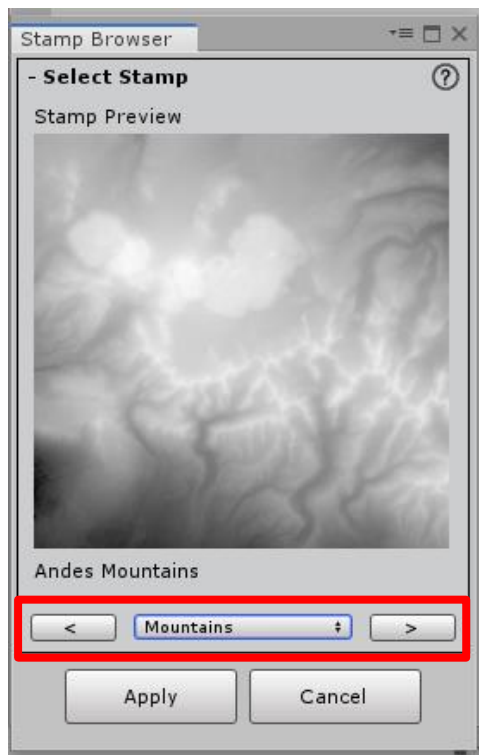 Stamp Browser
- Select Stamp ?
Stamp Preview
Andes Mountains
< Mountains >
Apply Cancel